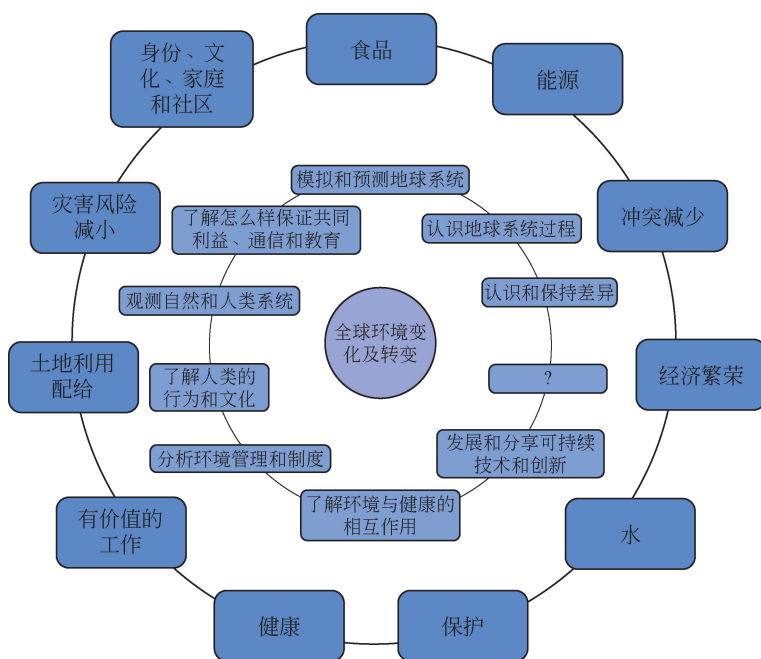 食品
能源
冲突减少
经济繁荣
水
保护
健康
有价值的
工作
土地利用
配给
灾害风险
减小
身份、文
化、家庭
和社区
模拟和预测地球系统
认识地球系统过程
认识和保持差异
?
发展和分享可持续
技术和创新
了解环境与健康的
相互作用
分析环境管理和制度
了解人类的
行为和文化
观测自然和人类系统
了解怎么样保证共同
利益、通信和教育
全球环境变
化及转变